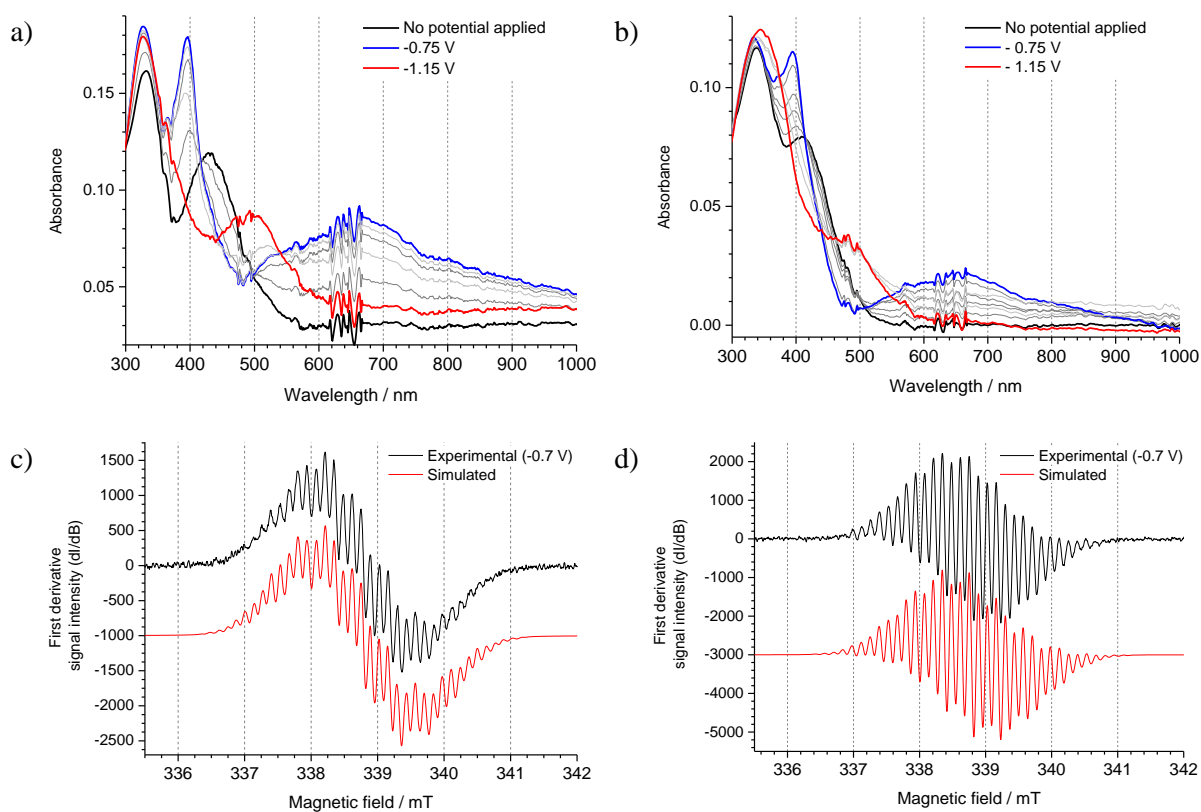 a)
No potential applied
-0.75 V
-1.15 V
Absorbance
0.15
0.10
0.05
300 400 500 600 700 800 900 1000
Wavelength / nm
b)
No potential applied
- 0.75 V
- 1.15 V
Absorbance
0.10
0.05
0.00
300 400 500 600 700 800 900 1000
Wavelength / nm
c)
Experimental (-0.7 V)
Simulated
First derivative
signal intensity (dI/dB)
1500
1000
500
0
-500
-1000
-1500
-2000
-2500
336 337 338 339 340 341 342
Magnetic field / mT
d)
Experimental (-0.7 V)
Simulated
First derivative
signal intensity (dI/dB)
2000
1000
0
-1000
-2000
-3000
-4000
-5000
336 337 338 339 340 341 342
Magnetic field / mT